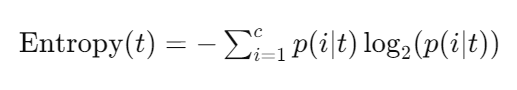 Entropy(t) = − ∑_{i=1}^{c} p(i|t) log₂(p(i|t))